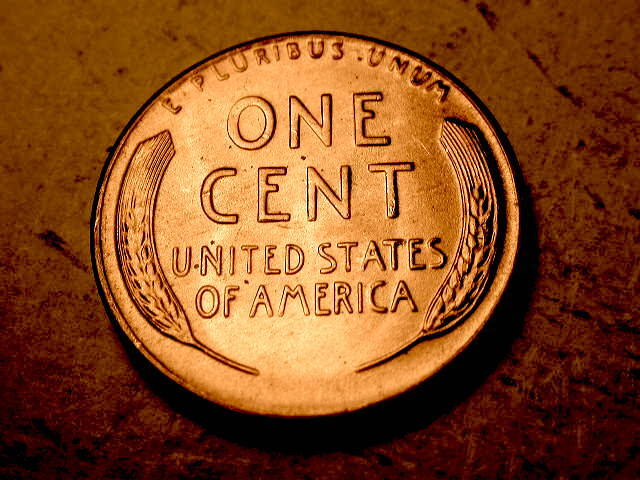 E · PLURIBUS · UNUM
ONE
CENT
UNITED STATES
OF AMERICA